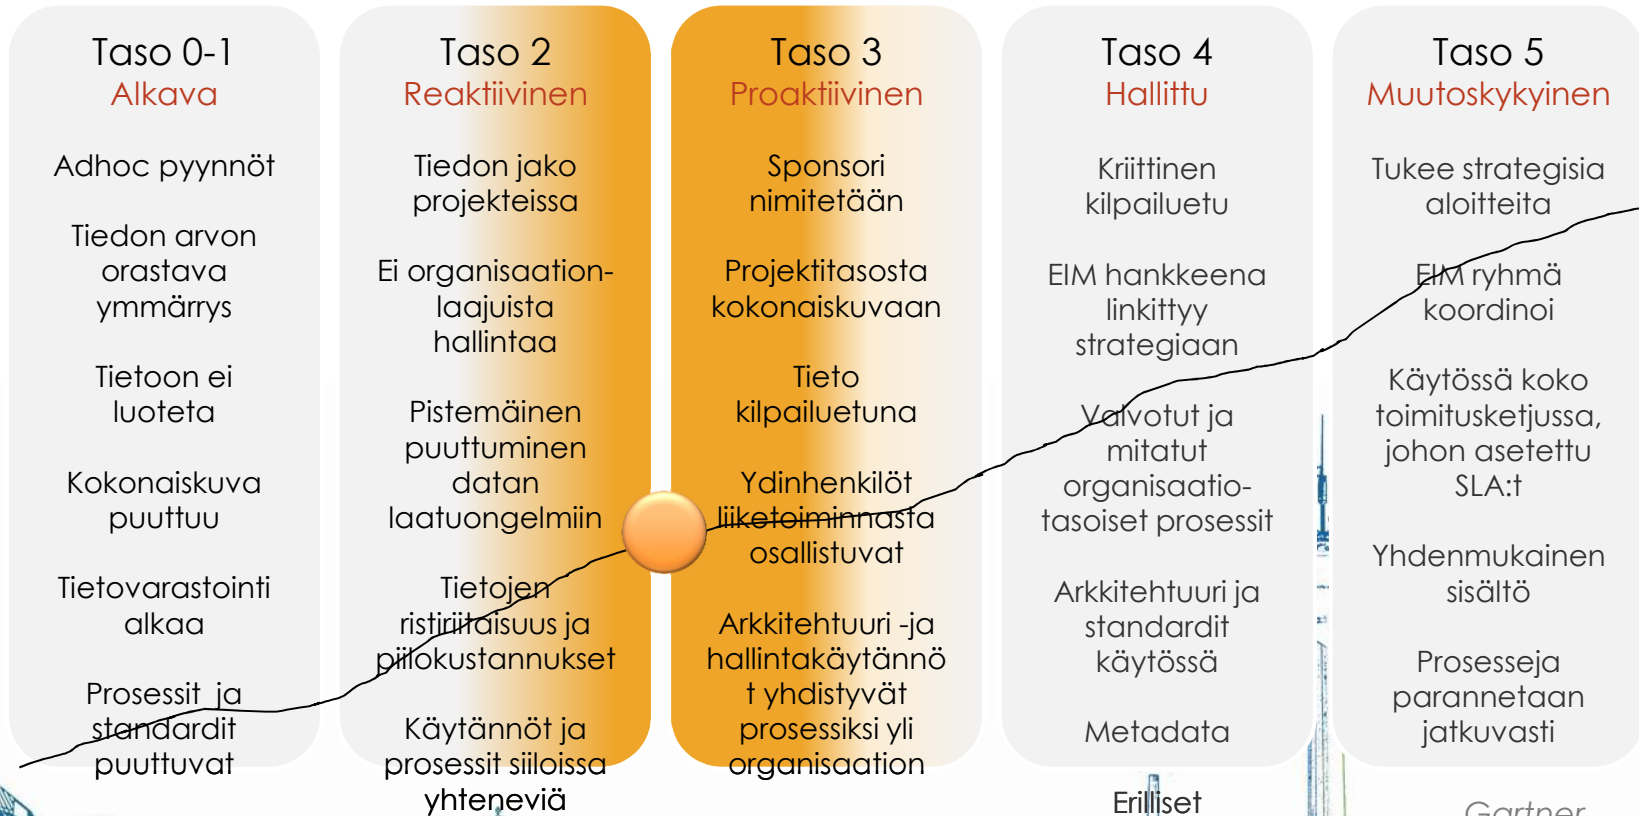 Taso 0-1
Alkava
Adhoc pyynnöt
Tiedon arvon
orastava
ymmärrys
Tietoon ei
luoteta
Kokonaiskuva
puuttuu
Tietovarastointi
alkaa
Prosessit ja
standardit
puuttuvat
Taso 2
Reaktiivinen
Tiedon jako
projekteissa
Ei organisaation-
laajuista
hallintaa
Pistemäinen
puuttuminen
datan
laatuongelmiin
Tietojen
ristiriitaisuus ja
piilokustannukset
Käytännöt ja
prosessit siiloissa
yhteneviä
Taso 3
Proaktiivinen
Sponsori
nimitetään
Projektitasosta
kokonaiskuvaan
Tieto
kilpailuetuna
Ydinhenkilöt
liiketoiminnasta
osallistuvat
Arkkitehtuuri -ja
hallintakäytännö
t yhdistyvät
prosessiksi yli
organisaation
Taso 4
Hallittu
Kriittinen
kilpailuetu
EIM hankkeena
linkittyy
strategiaan
Valvotut ja
mitatut
organisaatio-
tasoiset prosessit
Arkkitehtuuri ja
standardit
käytössä
Metadata
Erilliset
Taso 5
Muutoskykyinen
Tukee strategisia
aloitteita
EIM ryhmä
koordinoi
Käytössä koko
toimitusketjussa,
johon asetettu
SLA:t
Yhdenmukainen
sisältö
Prosesseja
parannetaan
jatkuvasti
Gartner